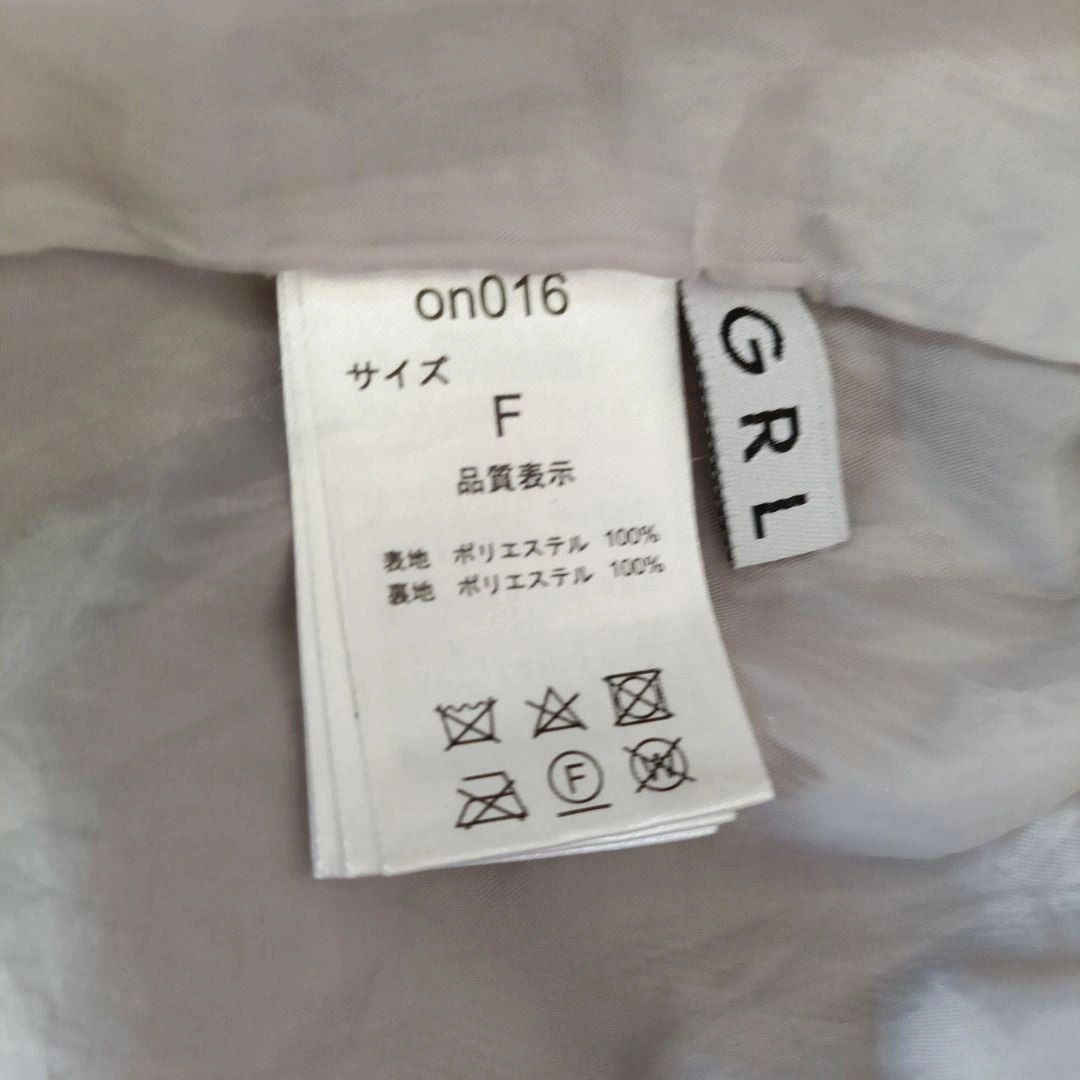 on016
サイズ
F
品質表示
表地 ポリエステル 100%
裏地 ポリエステル 100%
F
W
GRL